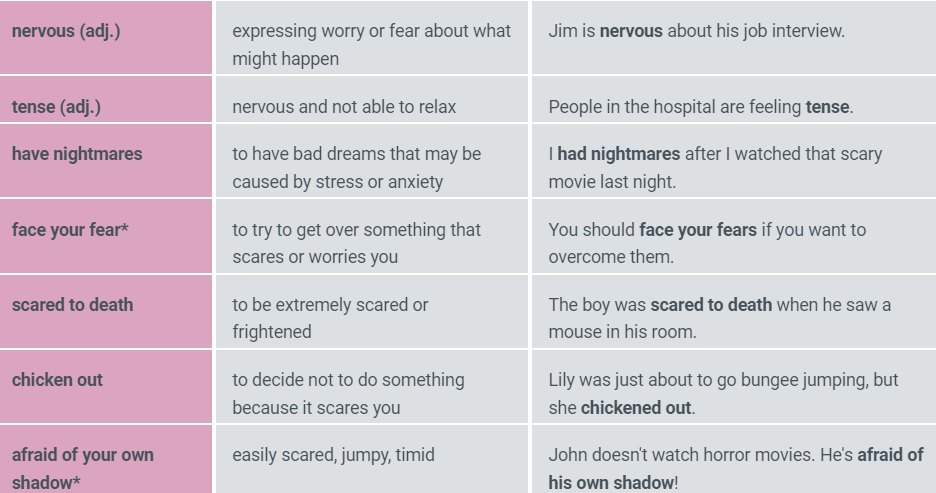 nervous (adj.)
expressing worry or fear about what
might happen
Jim is nervous about his job interview.
tense (adj.)
nervous and not able to relax
People in the hospital are feeling tense.
have nightmares
to have bad dreams that may be
caused by stress or anxiety
I had nightmares after I watched that scary
movie last night.
face your fear*
to try to get over something that
scares or worries you
You should face your fears if you want to
overcome them.
scared to death
to be extremely scared or
frightened
The boy was scared to death when he saw a
mouse in his room.
chicken out
to decide not to do something
because it scares you
Lily was just about to go bungee jumping, but
she chickened out.
afraid of your own
shadow*
easily scared, jumpy, timid
John doesn't watch horror movies. He's afraid of
his own shadow!